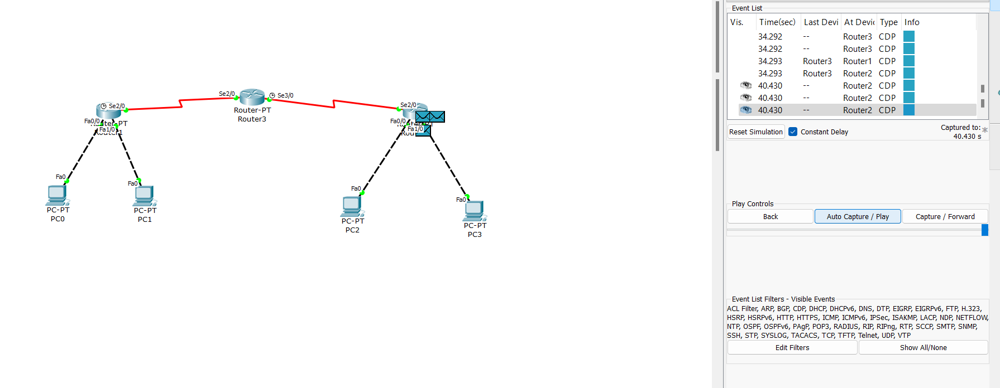 Se2/0
Se3/0
Router-PT
Router3
Se2/0
Fa0/0
Fa1/0
Se2/0
Fa0/0
Fa1/0
Fa0
PC-PT
PC0
Fa0
PC-PT
PC1
Fa0
PC-PT
PC2
Fa0
PC-PT
PC3
Event List
Vis. Time(sec) Last Devi At Devic Type Info
34.292 -- Router3 CDP
34.292 -- Router3 CDP
34.293 Router3 Router1 CDP
34.293 Router3 Router2 CDP
40.430 -- Router2 CDP
40.430 -- Router2 CDP
40.430 -- Router2 CDP
Reset Simulation Constant Delay Captured to: *
40.430 s
Play Controls
Back Auto Capture / Play Capture / Forward
Event List Filters - Visible Events
ACL Filter, ARP, BGP, CDP, DHCP, DHCPv6, DNS, DTP, EIGRP, EIGRPv6, FTP, H.323,
HSRP, HSRPv6, HTTP, HTTPS, ICMP, ICMPv6, IPSec, ISAKMP, LACP, NDP, NETFLOW,
NTP, OSPF, OSPFv6, PAgP, POP3, RADIUS, RIP, RIPng, RTP, SCCP, SMTP, SNMP,
SSH, STP, SYSLOG, TACACS, TCP, TFTP, Telnet, UDP, VTP
Edit Filters Show All/None